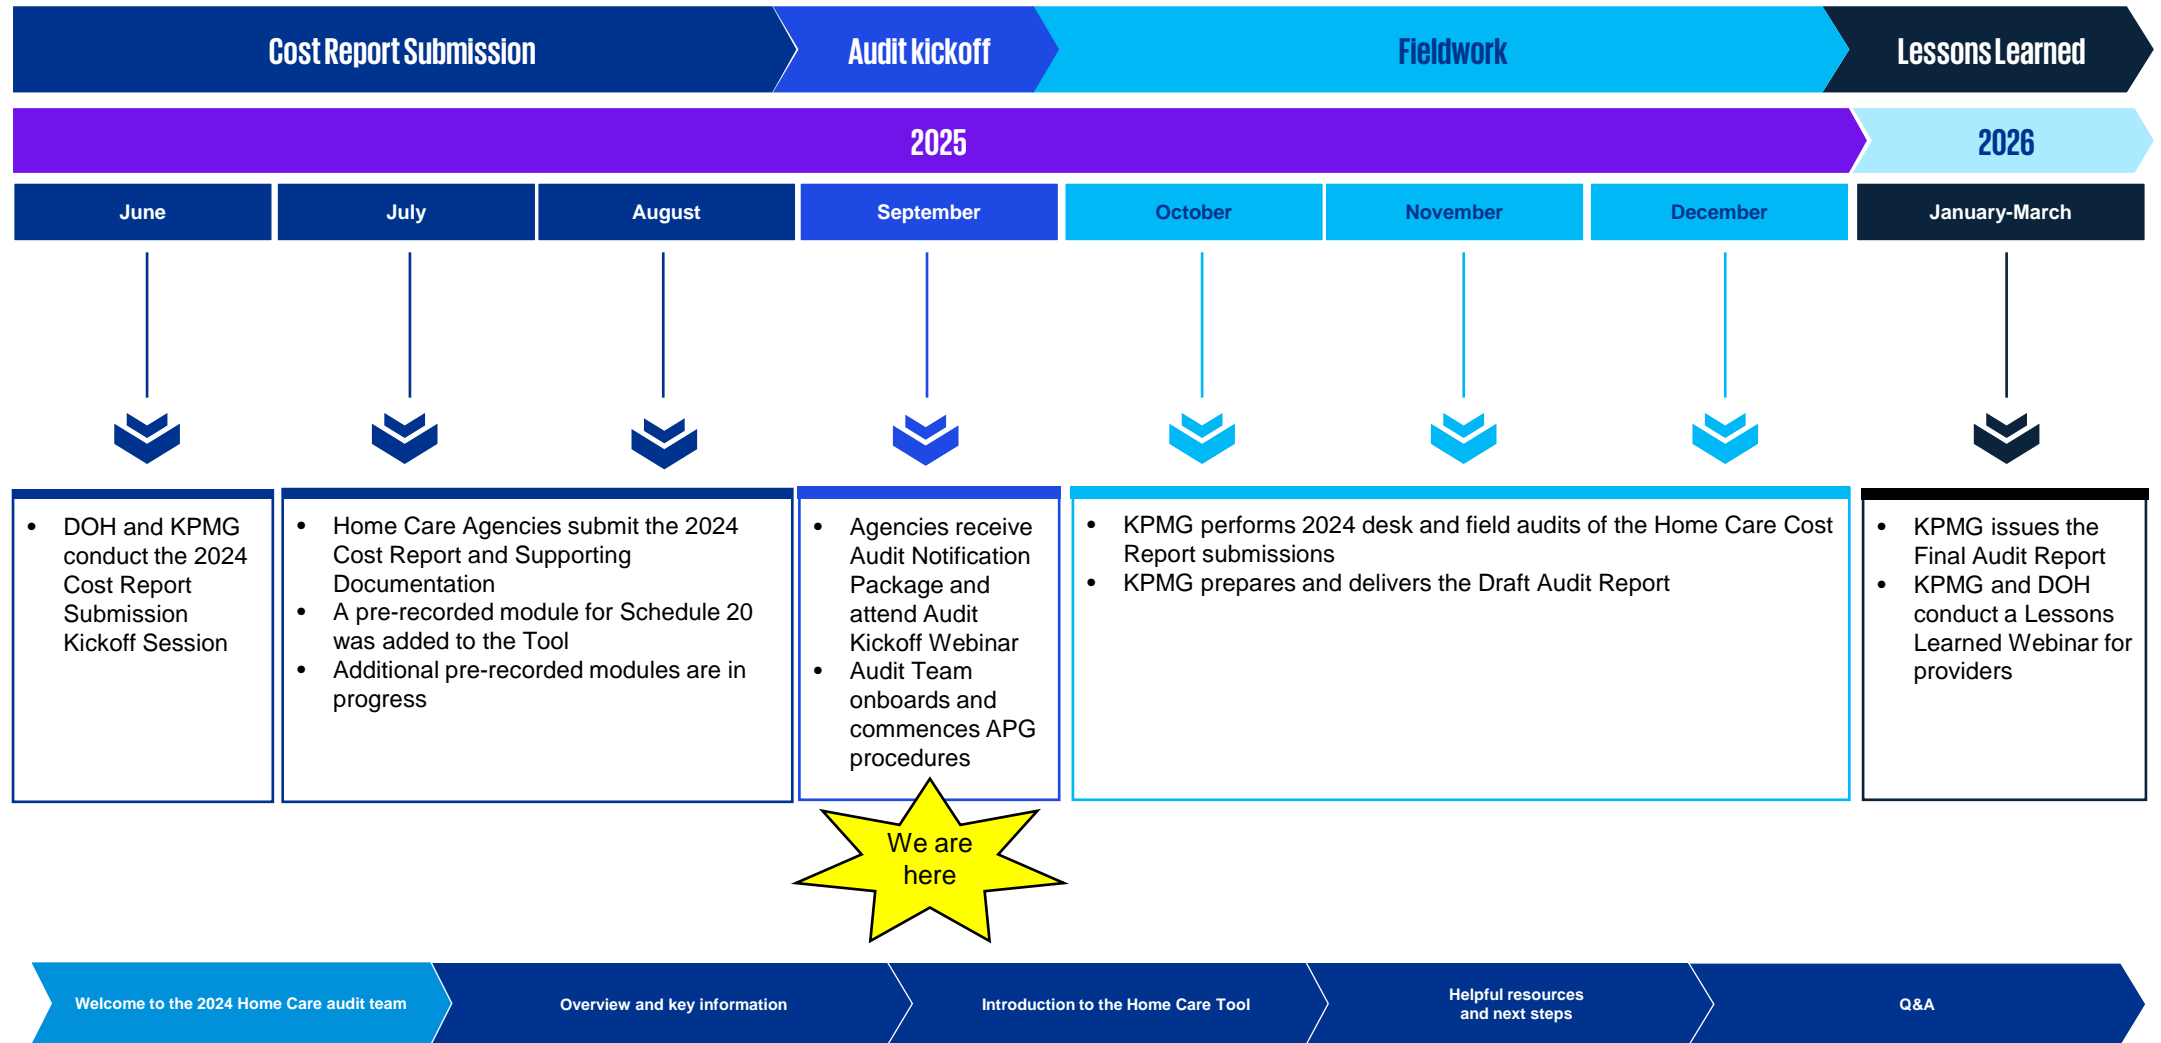 Cost Report Submission
Audit kickoff
Fieldwork
Lessons Learned
2025
2026
June
July
August
September
October
November
December
January-March
• DOH and KPMG
conduct the 2024
Cost Report
Submission
Kickoff Session
• Home Care Agencies submit the 2024
Cost Report and Supporting
Documentation
• A pre-recorded module for Schedule 20
was added to the Tool
• Additional pre-recorded modules are in
progress
• Agencies receive
Audit Notification
Package and
attend Audit
Kickoff Webinar
• Audit Team
onboards and
commences APG
procedures
• KPMG performs 2024 desk and field audits of the Home Care Cost
Report submissions
• KPMG prepares and delivers the Draft Audit Report
• KPMG issues the
Final Audit Report
• KPMG and DOH
conduct a Lessons
Learned Webinar for
providers
We are
here
Welcome to the 2024 Home Care audit team
Overview and key information
Introduction to the Home Care Tool
Helpful resources
and next steps
Q&A